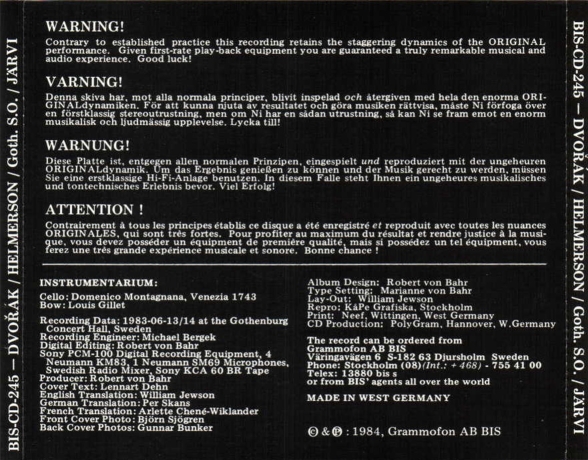 BIS-CD-245 — DVOŘÁK / HELMERSON / Goth. S.O. / JÄRVI
WARNING!
Contrary to established practice this recording retains the staggering dynamics of the ORIGINAL
performance. Given first-rate play-back equipment you are guaranteed a truly remarkable musical and
audio experience. Good luck!
VARNING!
Denna skiva har, mot alla normala principer, blivit inspelad och återgiven med hela den enorma ORI-
GINALdynamiken. För att kunna njuta av resultatet och göra musiken rättvisa, måste Ni förfoga över
en förstklassig stereoutrustning, men om Ni har en sådan utrustning, så kan Ni se fram emot en enorm
musikalisk och ljudmässig upplevelse. Lycka till!
WARNUNG!
Diese Platte ist, entgegen allen normalen Prinzipen, eingespielt und reproduziert mit der ungeheuren
ORIGINALdynamik. Um das Ergebnis genießen zu können und der Musik gerecht zu werden, müssen
Sie eine erstklassige Hi-Fi-Anlage benutzen. In diesem Falle steht Ihnen ein ungeheures musikalisches
und tontechnisches Erlebnis bevor. Viel Erfolg!
ATTENTION !
Contrairement à tous les principes établis ce disque a été enregistré et reproduit avec toutes les nuances
ORIGINALES, qui sont très fortes. Pour profiter au maximum du résultat et rendre justice à la musi-
que, vous devez posséder un équipment de première qualité, mais si possédez un tel équipment, vous
ferez une très grande expérience musicale et sonore. Bonne chance !
INSTRUMENTARIUM:
Cello: Domenico Montagnana, Venezia 1743
Bow: Louis Gillet
Recording Data: 1983-06-13/14 at the Gothenburg
Concert Hall, Sweden
Recording Engineer: Michael Bergek
Digital Editing: Robert von Bahr
Sony PCM-100 Digital Recording Equipment, 4
Neumann KM83, 1 Neumann SM69 Microphones,
Swedish Radio Mixer, Sony KCA 60 BR Tape
Producer: Robert von Bahr
Cover Text: Lennart Dehn
English Translation: William Jewson
German Translation: Per Skans
French Translation: Arlette Chené-Wiklander
Front Cover Photo: Björn Sjögren
Back Cover Photos: Gunnar Bunker
Album Design: Robert von Bahr
Type Setting: Marianne von Bahr
Lay-Out: William Jewson
Repro: KåPe Grafiska, Stockholm
Print: Neef, Wittingen, West Germany
CD Production: PolyGram, Hannover, W.Germany
The record can be ordered from
Grammofon AB BIS
Väringavägen 6 S-182 63 Djursholm Sweden
Phone: Stockholm (08)(Int.: +468) - 755 41 00
Telex: 13880 bis s
or from BIS' agents all over the world
MADE IN WEST GERMANY
© & ℗ : 1984, Grammofon AB BIS
BIS-CD-245 — DVOŘÁK / HELMERSON / Goth. S.O. / JÄRVI